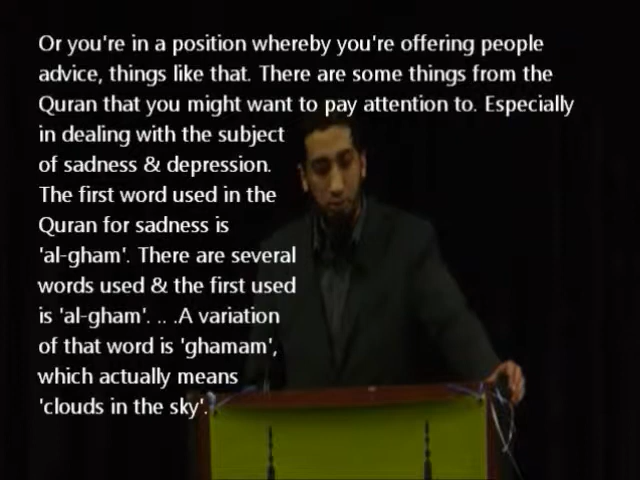 Or you're in a position whereby you're offering people
advice, things like that. There are some things from the
Quran that you might want to pay attention to. Especially
in dealing with the subject
of sadness & depression.
The first word used in the
Quran for sadness is
'al-gham'. There are several
words used & the first used
is 'al-gham'. .. .A variation
of that word is 'ghamam',
which actually means
'clouds in the sky'.